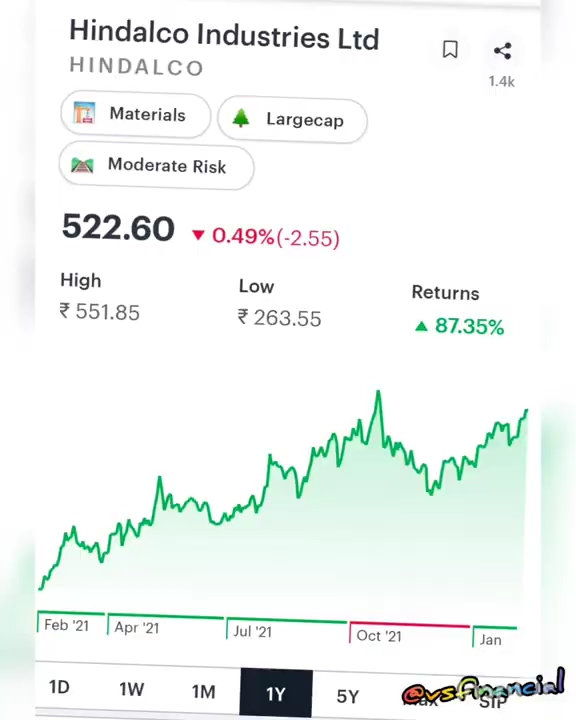 Hindalco Industries Ltd
HINDALCO
1.4k
Materials
Largecap
Moderate Risk
522.60 ▼ 0.49%(-2.55)
High Low Returns
₹ 551.85 ₹ 263.55 ▲ 87.35%
Feb '21 Apr '21 Jul '21 Oct '21 Jan
1D 1W 1M 1Y 5Y Max SIP
@vsfinancial